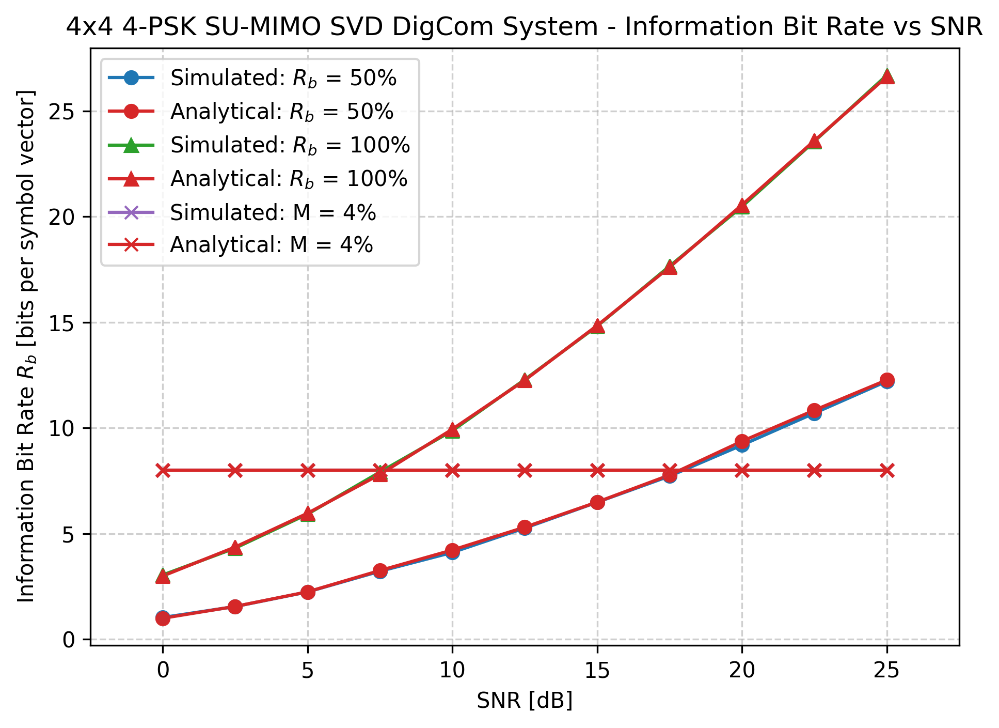 4x4 4-PSK SU-MIMO SVD DigCom System - Information Bit Rate vs SNR
Simulated: R_b = 50%
Analytical: R_b = 50%
Simulated: R_b = 100%
Analytical: R_b = 100%
Simulated: M = 4%
Analytical: M = 4%
Information Bit Rate R_b [bits per symbol vector]
25
20
15
10
5
0
0 5 10 15 20 25
SNR [dB]